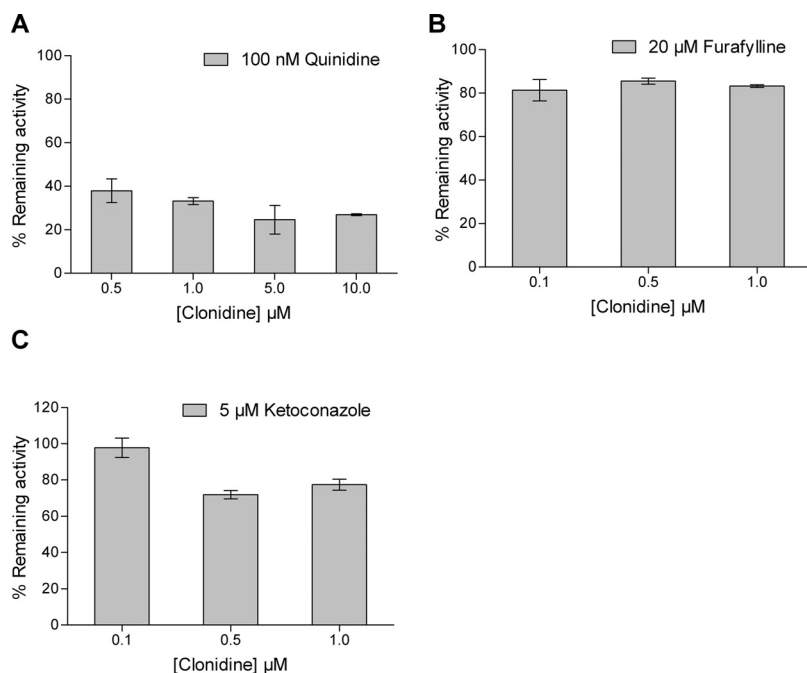 A
100 nM Quinidine
% Remaining activity
100
80
60
40
20
0
0.5 1.0 5.0 10.0
[Clonidine] µM
B
20 µM Furafylline
% Remaining activity
100
80
60
40
20
0
0.1 0.5 1.0
[Clonidine] µM
C
5 µM Ketoconazole
% Remaining activity
120
100
80
60
40
20
0
0.1 0.5 1.0
[Clonidine] µM